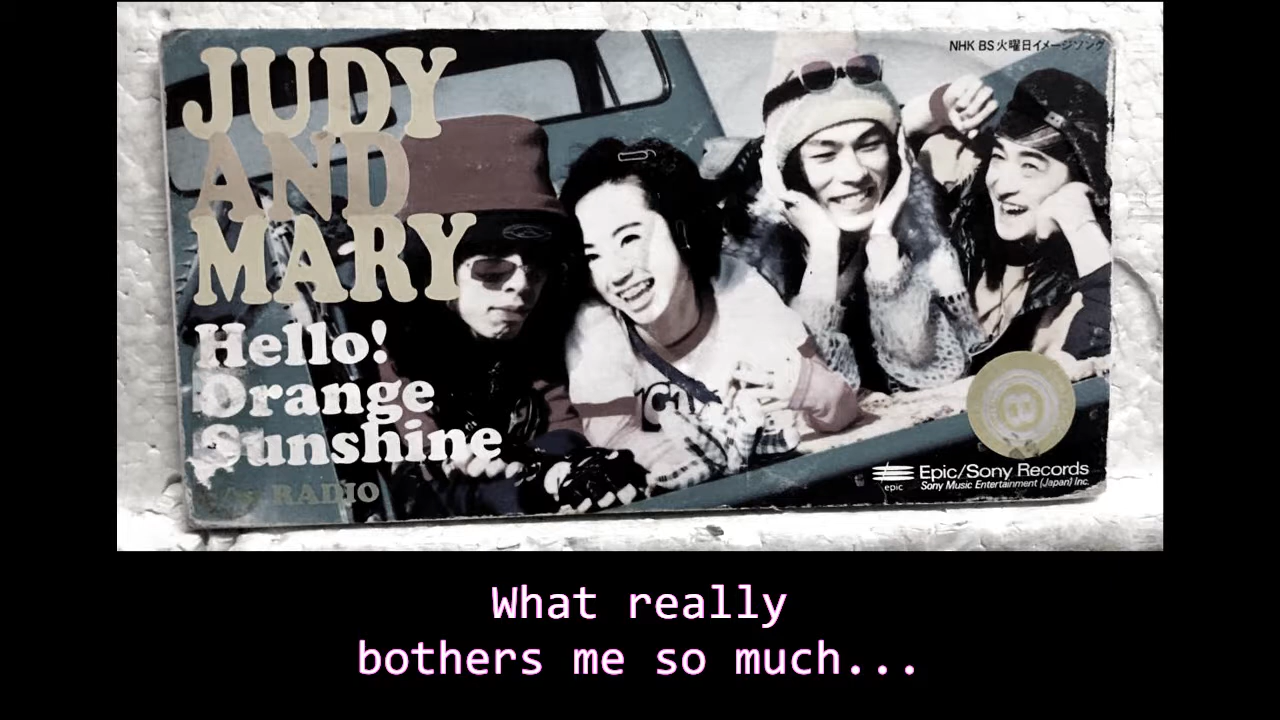 NHK BS火曜日イメージソング
JUDY
AND
MARY
Hello!
Orange
Sunshine
RADIO
B
epic
Epic/Sony Records
Sony Music Entertainment (Japan) Inc.
What really
bothers me so much...